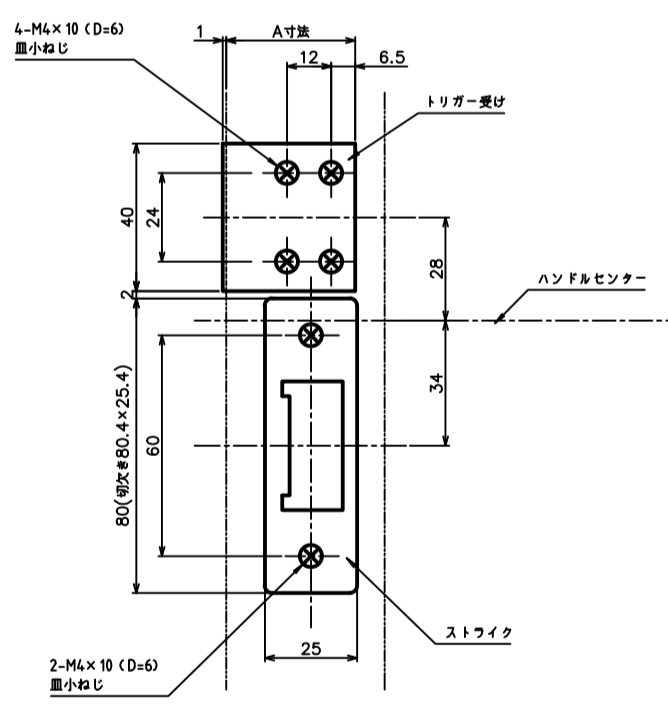 4-M4×10（D=6）
皿小ねじ
1
A寸法
12
6.5
トリガー受け
40
24
28
ハンドルセンター
2
34
80(切欠き80.4×25.4)
60
ストライク
25
2-M4×10（D=6）
皿小ねじ